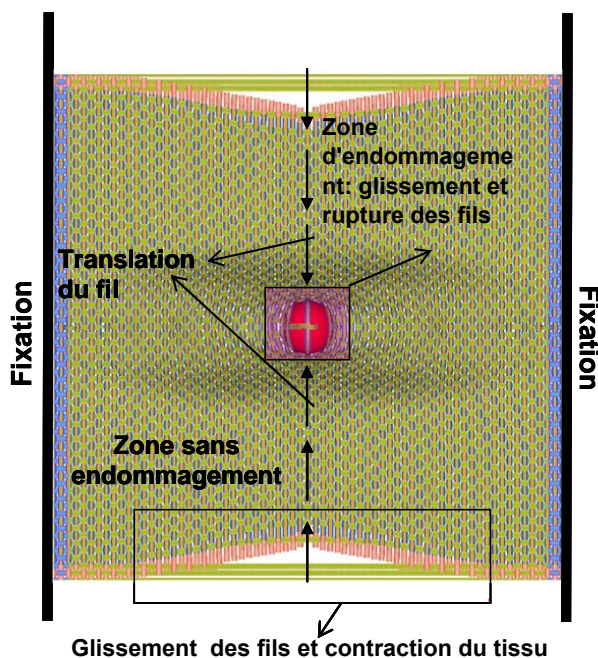 Zone
d'endommageme
nt: glissement et
rupture des fils
Translation
du fil
Fixation
Fixation
Zone sans
endommagement
Glissement des fils et contraction du tissu